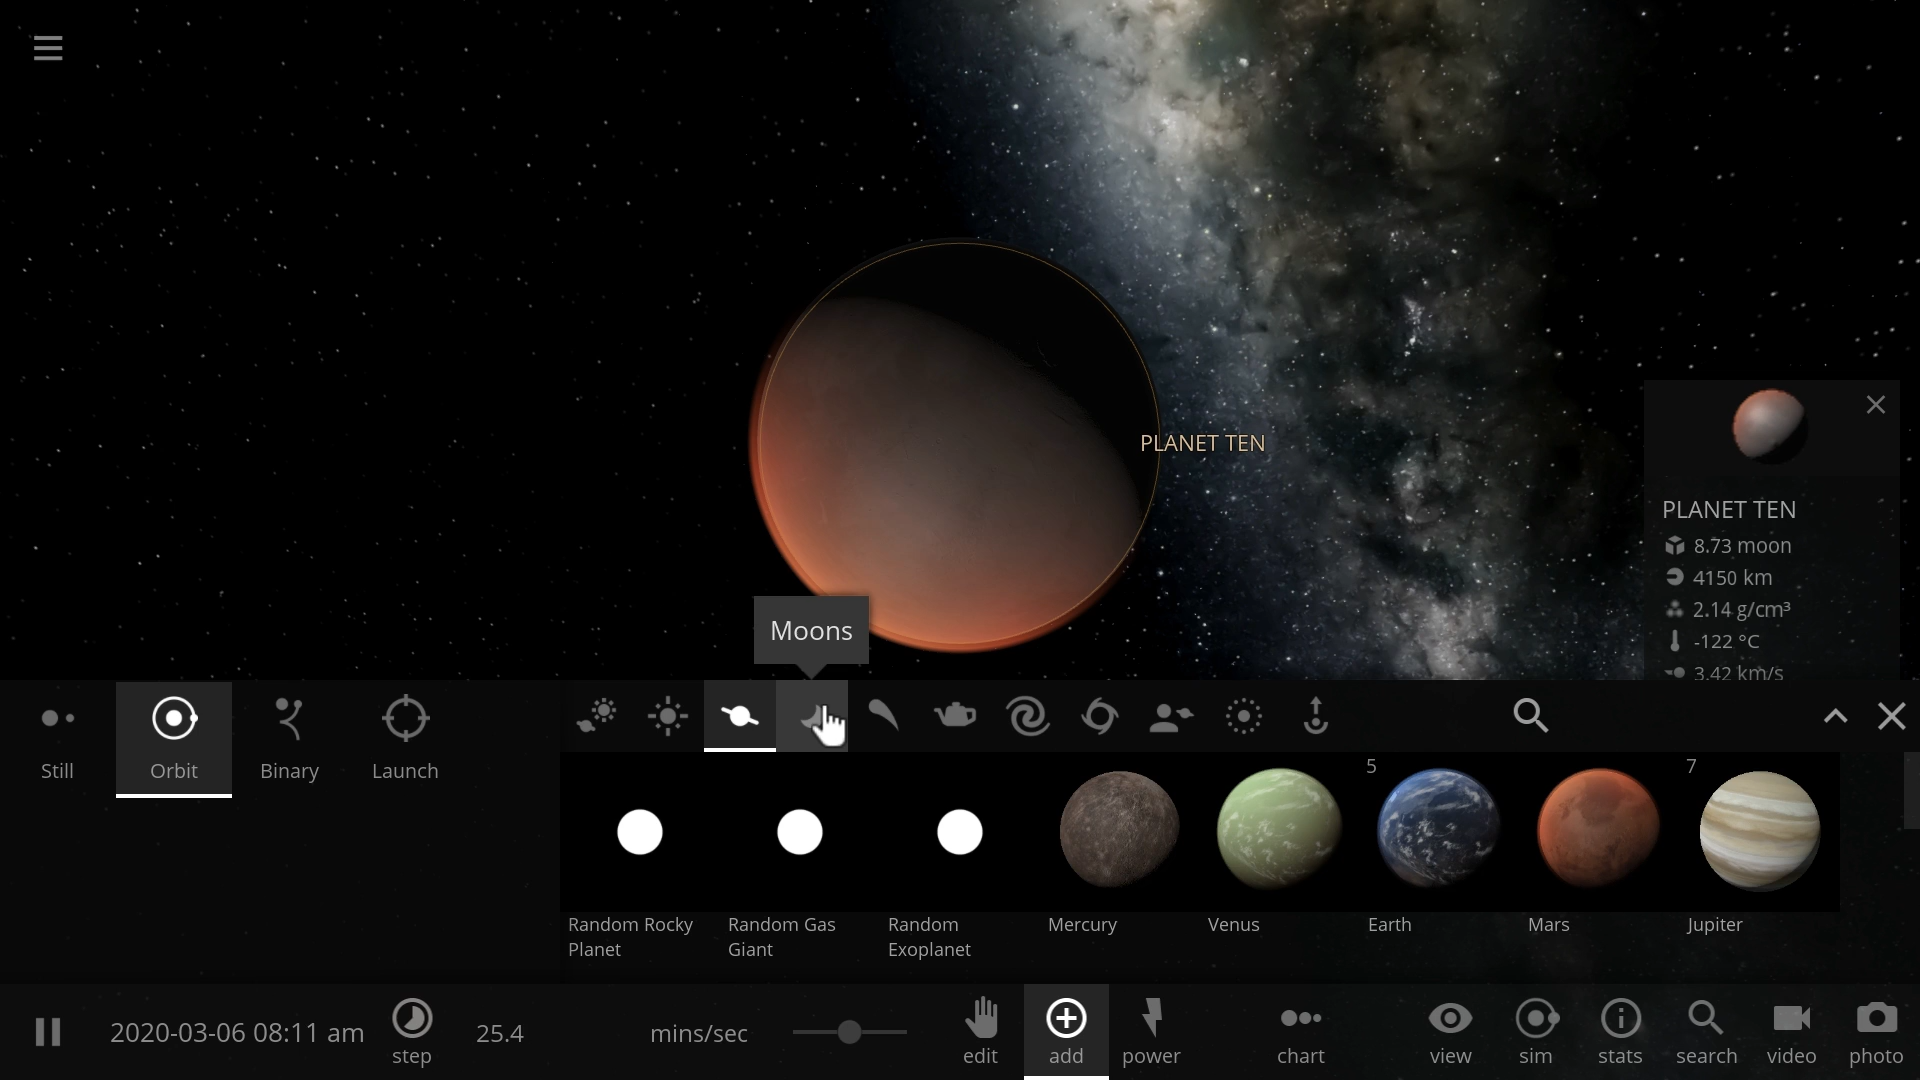 PLANET TEN
PLANET TEN
8.73 moon
4150 km
2.14 g/cm³
-122 °C
3.42 km/s
Moons
Still
Orbit
Binary
Launch
5
7
Random Rocky
Planet
Random Gas
Giant
Random
Exoplanet
Mercury
Venus
Earth
Mars
Jupiter
2020-03-06 08:11 am
step
25.4
mins/sec
edit
add
power
chart
view
sim
stats
search
video
photo